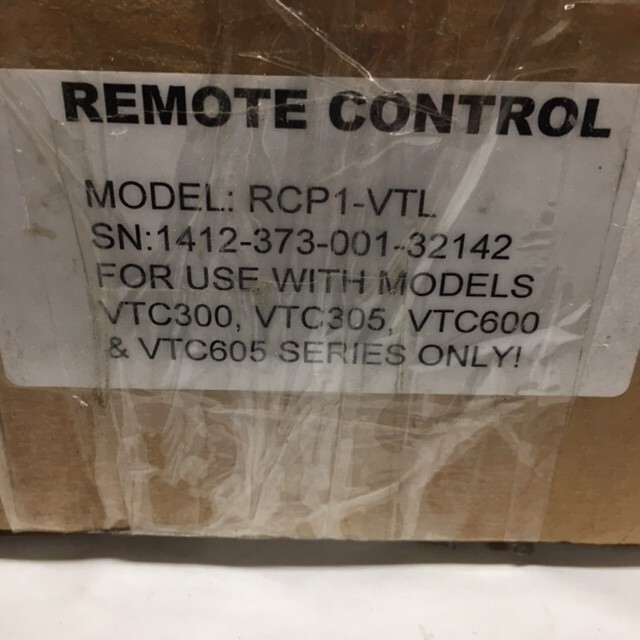 REMOTE CONTROL
MODEL: RCP1-VTL
SN:1412-373-001-32142
FOR USE WITH MODELS
VTC300, VTC305, VTC600
& VTC605 SERIES ONLY!